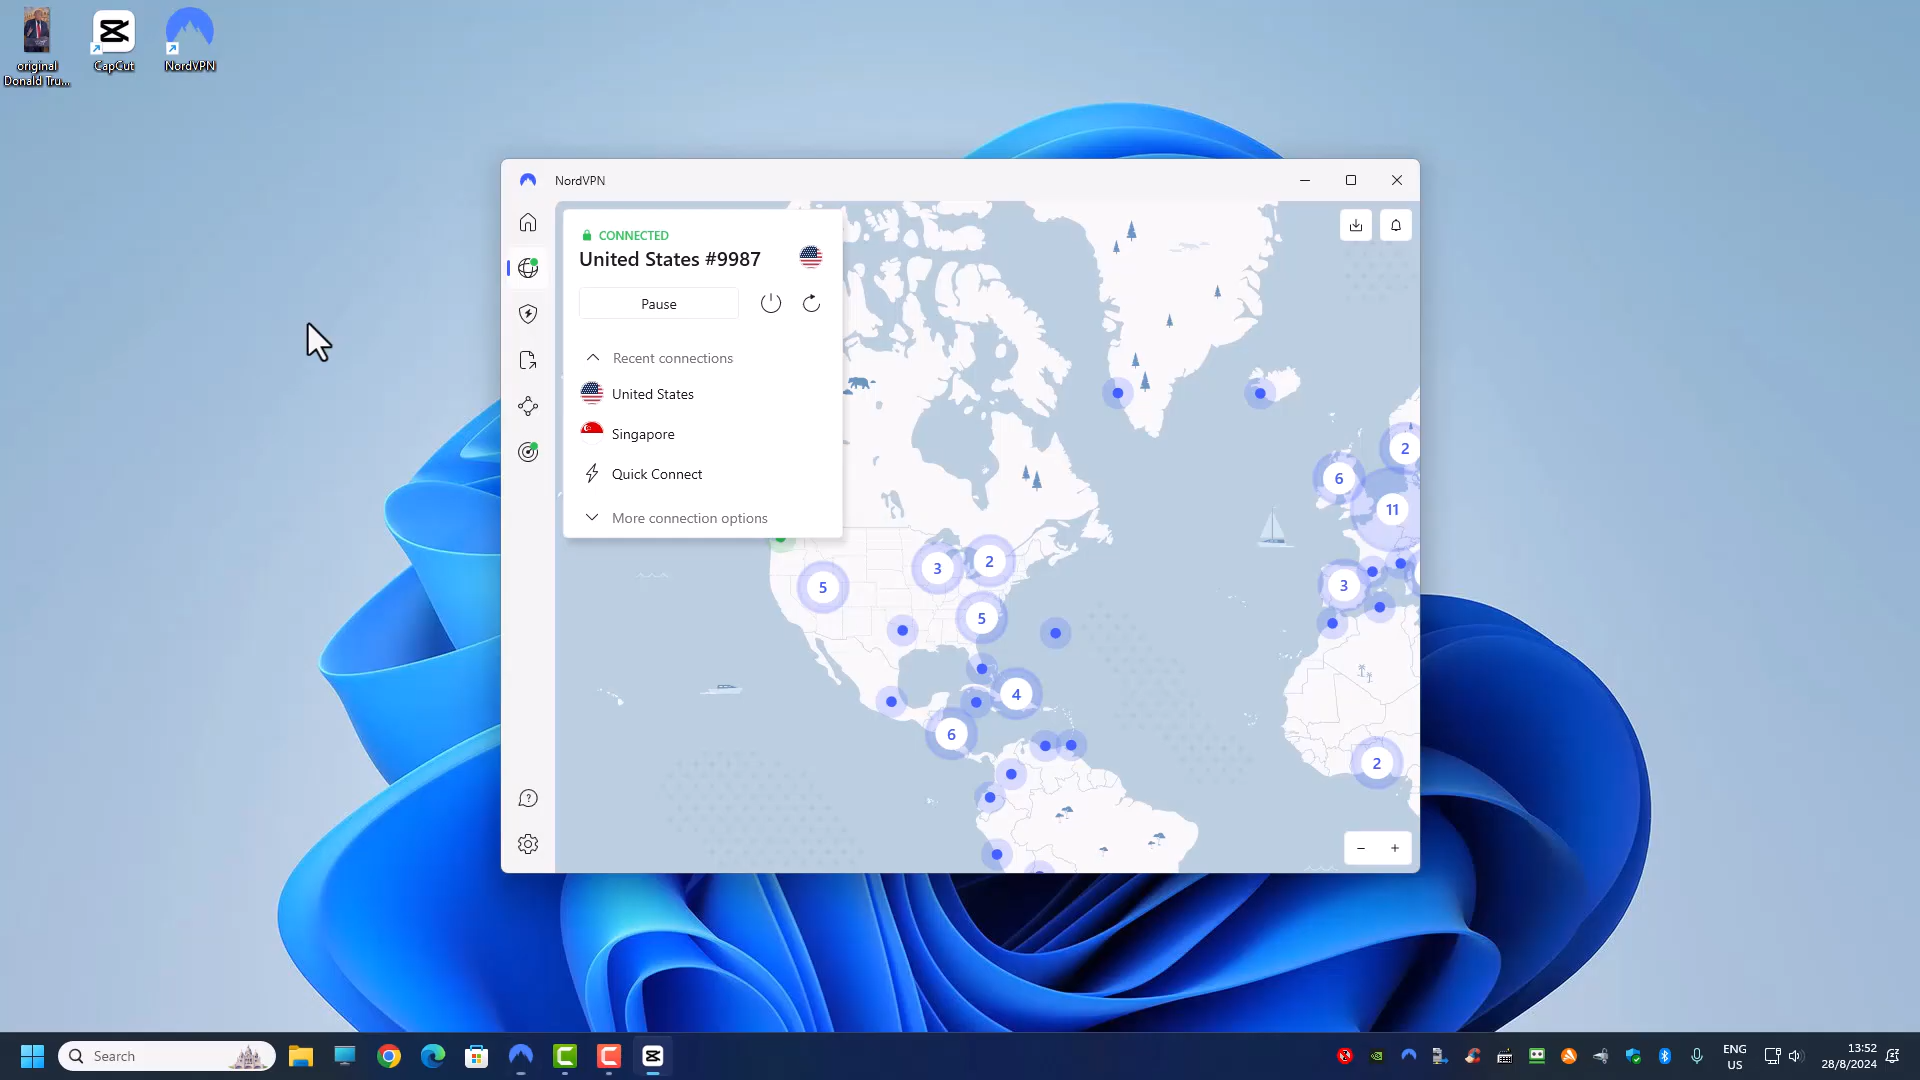 original
Donald Tru...
CapCut
NordVPN
NordVPN
CONNECTED
United States #9987
Pause
Recent connections
United States
Singapore
Quick Connect
More connection options
2
6
11
3
2
5
3
5
4
6
2
Search
ENG
US
13:52
28/8/2024